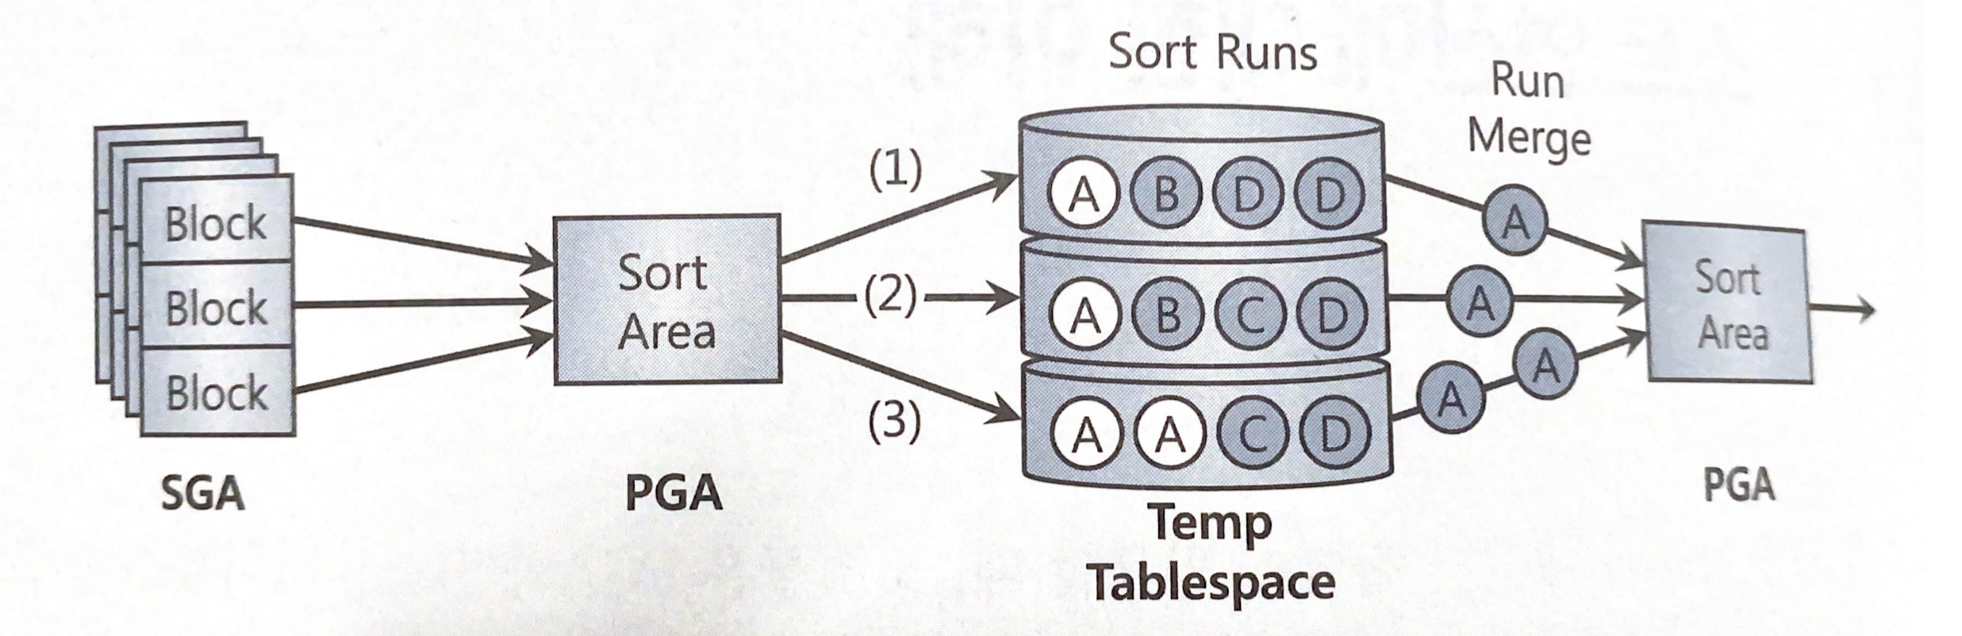 Sort Runs
Run
Merge
Block
Block
Block
SGA
Sort
Area
PGA
(1)
(2)
(3)
A B D D
A B C D
A A C D
Temp
Tablespace
A
A
A A
Sort
Area
PGA